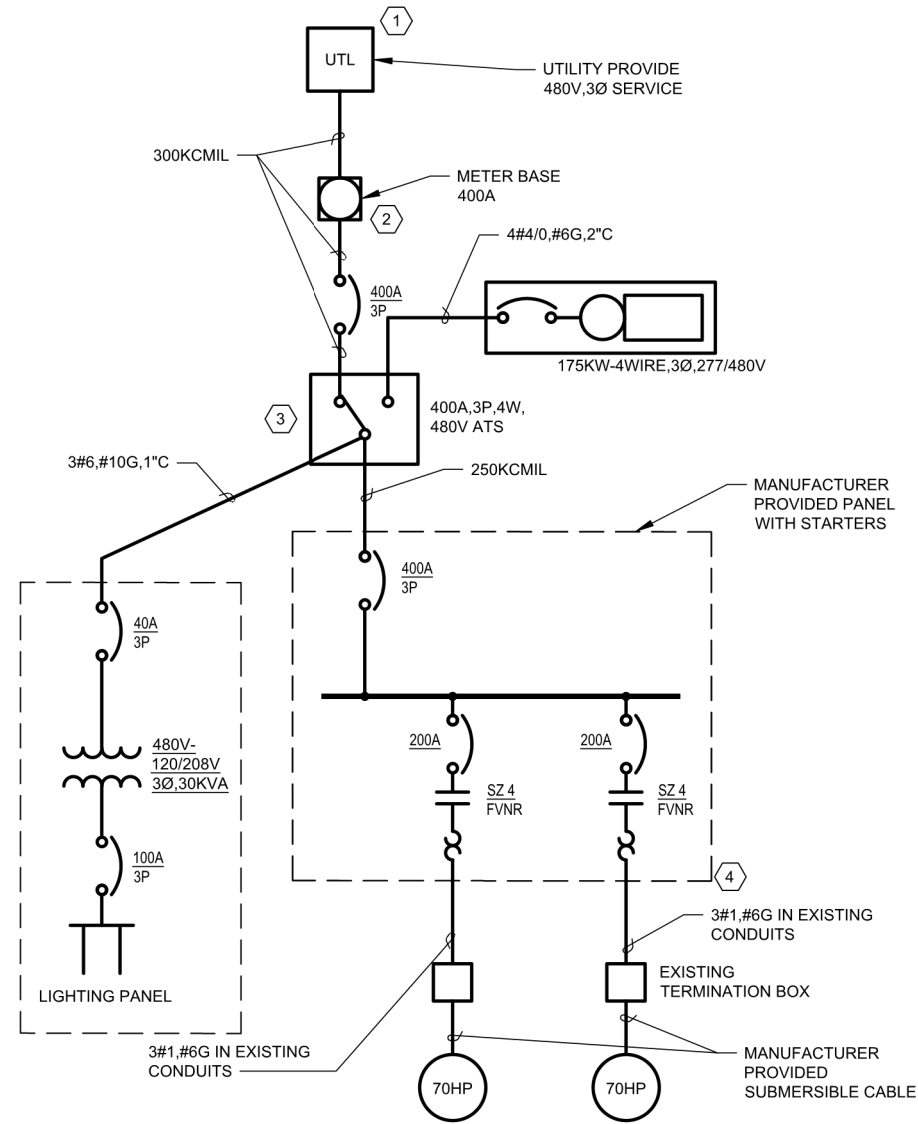 1
UTL
UTILITY PROVIDE
480V,3Ø SERVICE
300KCMIL
METER BASE
400A
2
4#4/0,#6G,2"C
400A
3P
175KW-4WIRE,3Ø,277/480V
3
400A,3P,4W,
480V ATS
3#6,#10G,1"C
250KCMIL
MANUFACTURER
PROVIDED PANEL
WITH STARTERS
400A
3P
40A
3P
480V-
120/208V
3Ø,30KVA
200A
200A
SZ 4
FVNR
SZ 4
FVNR
100A
3P
4
LIGHTING PANEL
3#1,#6G IN EXISTING
CONDUITS
EXISTING
TERMINATION BOX
3#1,#6G IN EXISTING
CONDUITS
MANUFACTURER
PROVIDED
SUBMERSIBLE CABLE
70HP
70HP